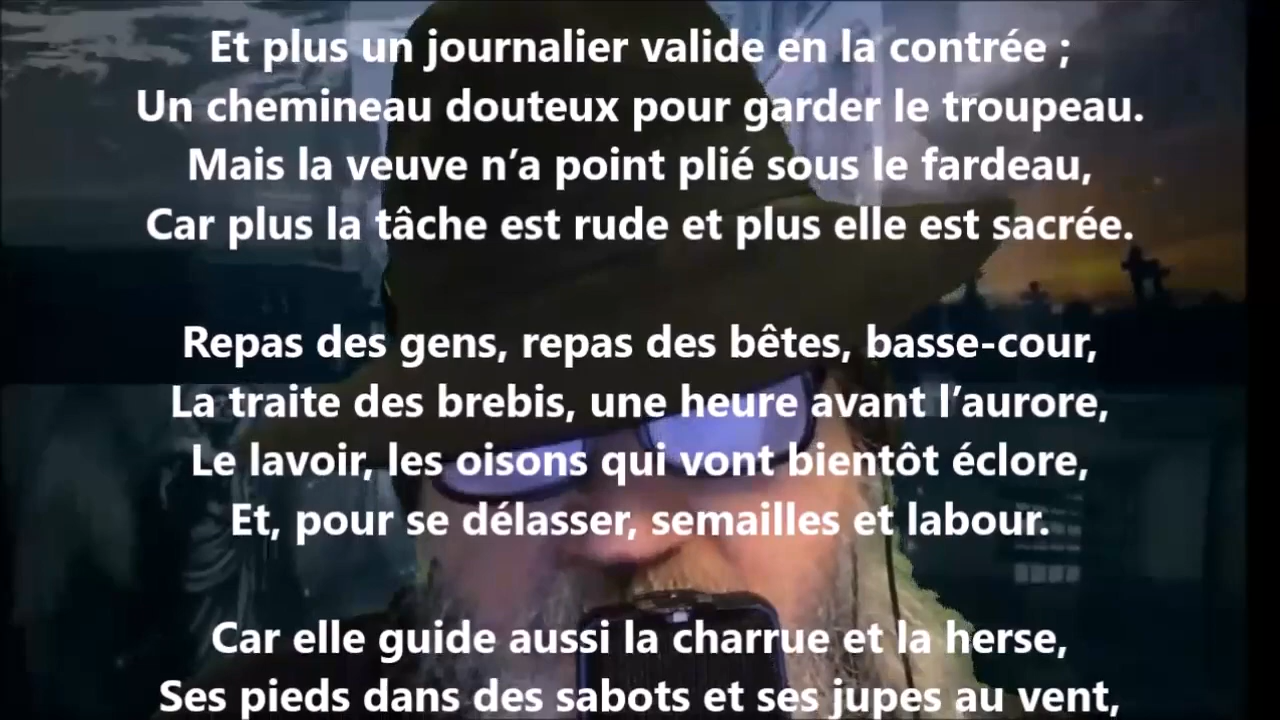 Et plus un journalier valide en la contrée ;
Un chemineau douteux pour garder le troupeau.
Mais la veuve n’a point plié sous le fardeau,
Car plus la tâche est rude et plus elle est sacrée.
Repas des gens, repas des bêtes, basse-cour,
La traite des brebis, une heure avant l’aurore,
Le lavoir, les oisons qui vont bientôt éclore,
Et, pour se délasser, semailles et labour.
Car elle guide aussi la charrue et la herse,
Ses pieds dans des sabots et ses jupes au vent,